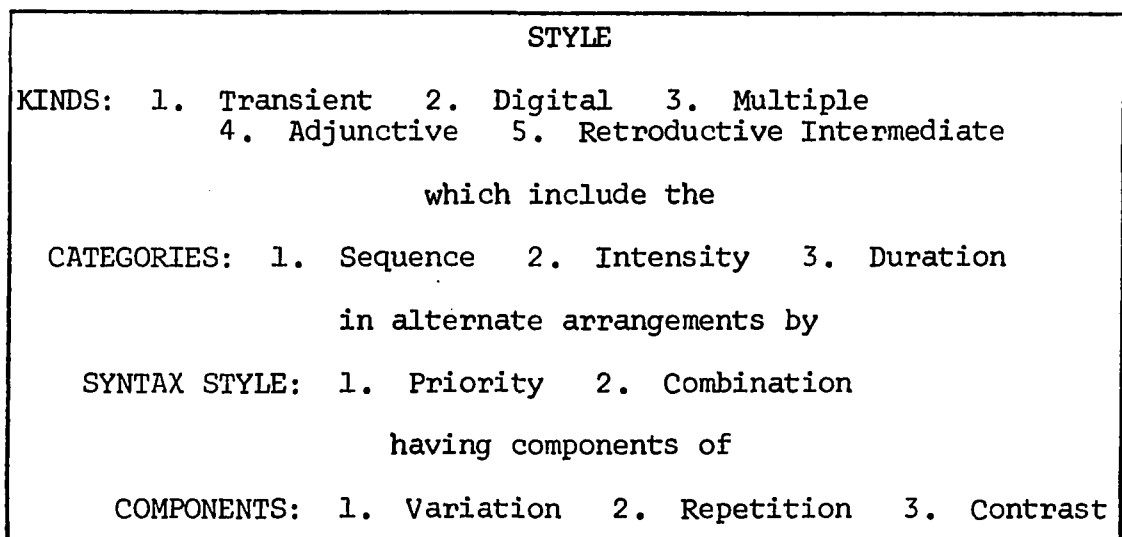 STYLE
KINDS: 1. Transient 2. Digital 3. Multiple
4. Adjunctive 5. Retroductive Intermediate
which include the
CATEGORIES: 1. Sequence 2. Intensity 3. Duration
in alternate arrangements by
SYNTAX STYLE: 1. Priority 2. Combination
having components of
COMPONENTS: 1. Variation 2. Repetition 3. Contrast